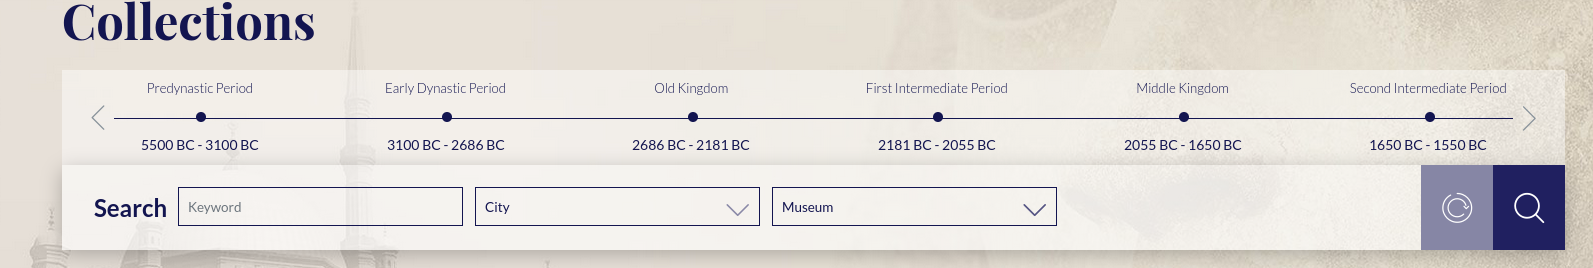 Collections
Predynastic Period Early Dynastic Period Old Kingdom First Intermediate Period Middle Kingdom Second Intermediate Period
5500 BC - 3100 BC 3100 BC - 2686 BC 2686 BC - 2181 BC 2181 BC - 2055 BC 2055 BC - 1650 BC 1650 BC - 1550 BC
Search Keyword City Museum